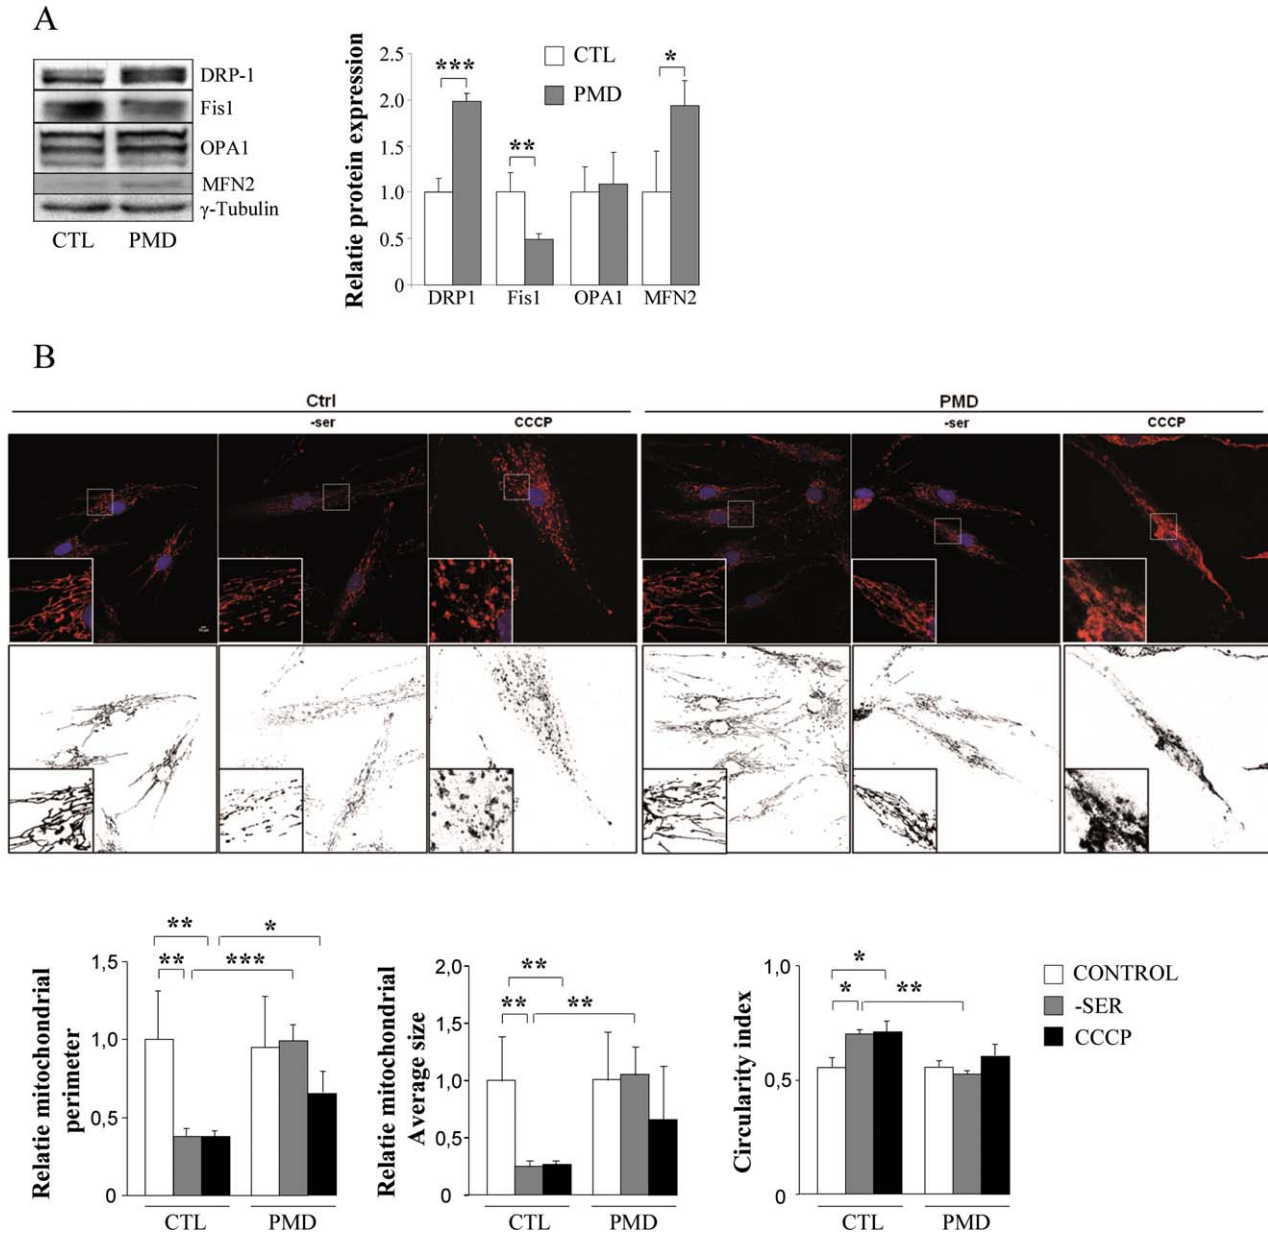 A
DRP-1
Fis1
OPA1
MFN2
γ-Tubulin
CTL PMD
Relatie protein expression
2.5
2.0
1.5
1.0
0.5
0
***
**
*
CTL
PMD
DRP1 Fis1 OPA1 MFN2
B
Ctrl PMD
-ser CCCP -ser CCCP
Relatie mitochondrial
perimeter
1,5
1,0
0,5
0
** *
** ***
CTL PMD
Relatie mitochondrial
Average size
2,0
1,5
1,0
0,5
0
**
** **
CTL PMD
Circularity index
1,0
0,5
0
*
* **
CTL PMD
CONTROL
-SER
CCCP